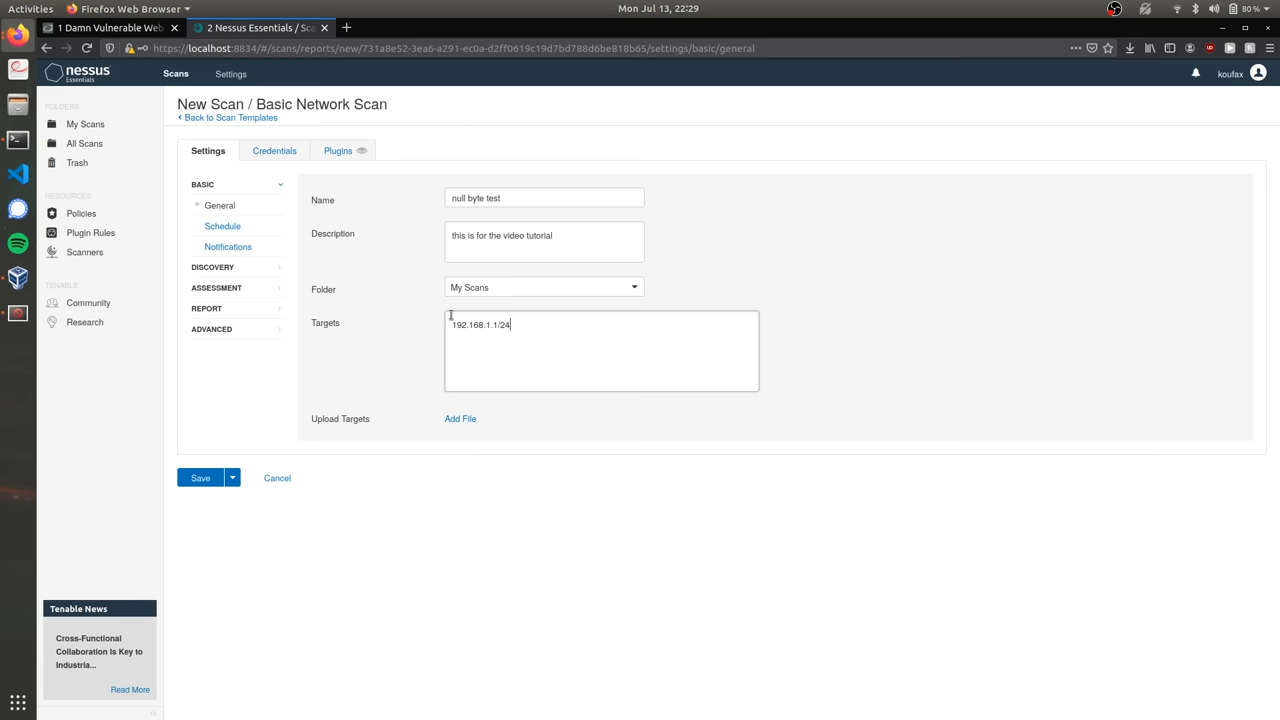 Activities
Firefox Web Browser
Mon Jul 13, 22:29
80 %
1 Damn Vulnerable Web
2 Nessus Essentials / Sca
https://localhost:8834/#/scans/reports/new/731a8e52-3ea6-a291-ec0a-d2ff0619c19d7bd788d6be818b65/settings/basic/general
nessus
Essentials
Scans
Settings
koufax
FOLDERS
My Scans
All Scans
Trash
RESOURCES
Policies
Plugin Rules
Scanners
TENABLE
Community
Research
Tenable News
Cross-Functional
Collaboration Is Key to
Industria...
Read More
New Scan / Basic Network Scan
Back to Scan Templates
Settings
Credentials
Plugins
BASIC
General
Schedule
Notifications
DISCOVERY
ASSESSMENT
REPORT
ADVANCED
Name
null byte test
Description
this is for the video tutorial
Folder
My Scans
Targets
192.168.1.1/24
Upload Targets
Add File
Save
Cancel